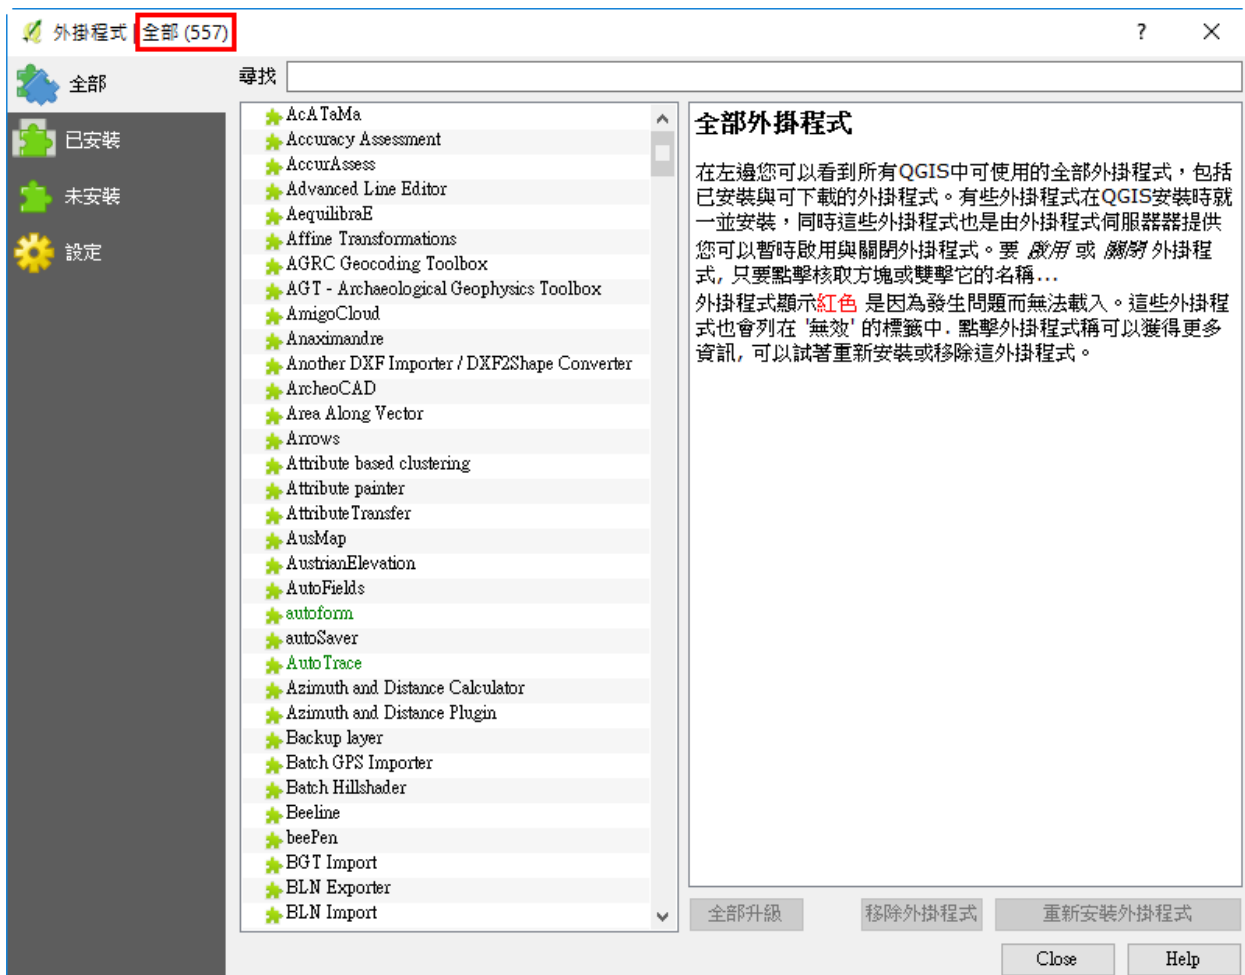 外掛程式 | 全部 (557)
?
全部
已安裝
未安裝
設定
尋找
AcATaMa
Accuracy Assessment
AccurAssess
Advanced Line Editor
AequilibraE
Affine Transformations
AGRC Geocoding Toolbox
AGT - Archaeological Geophysics Toolbox
AmigoCloud
Anaximandre
Another DXF Importer / DXF2Shape Converter
ArcheoCAD
Area Along Vector
Arrows
Attribute based clustering
Attribute painter
AttributeTransfer
AusMap
AustrianElevation
AutoFields
autoform
autoSaver
AutoTrace
Azimuth and Distance Calculator
Azimuth and Distance Plugin
Backup layer
Batch GPS Importer
Batch Hillshader
Beeline
beePen
BGT Import
BLN Exporter
BLN Import
全部外掛程式
在左邊您可以看到所有QGIS中可使用的全部外掛程式，包括
已安裝與可下載的外掛程式。有些外掛程式在QGIS安裝時就
一並安裝，同時這些外掛程式也是由外掛程式伺服器器提供
您可以暫時啟用與關閉外掛程式。要 啟用 或 關閉 外掛程
式, 只要點擊核取方塊或雙擊它的名稱...
外掛程式顯示紅色 是因為發生問題而無法載入。這些外掛程
式也會列在 '無效' 的標籤中. 點擊外掛程式稱可以獲得更多
資訊, 可以試著重新安裝或移除這外掛程式。
全部升級
移除外掛程式
重新安裝外掛程式
Close
Help